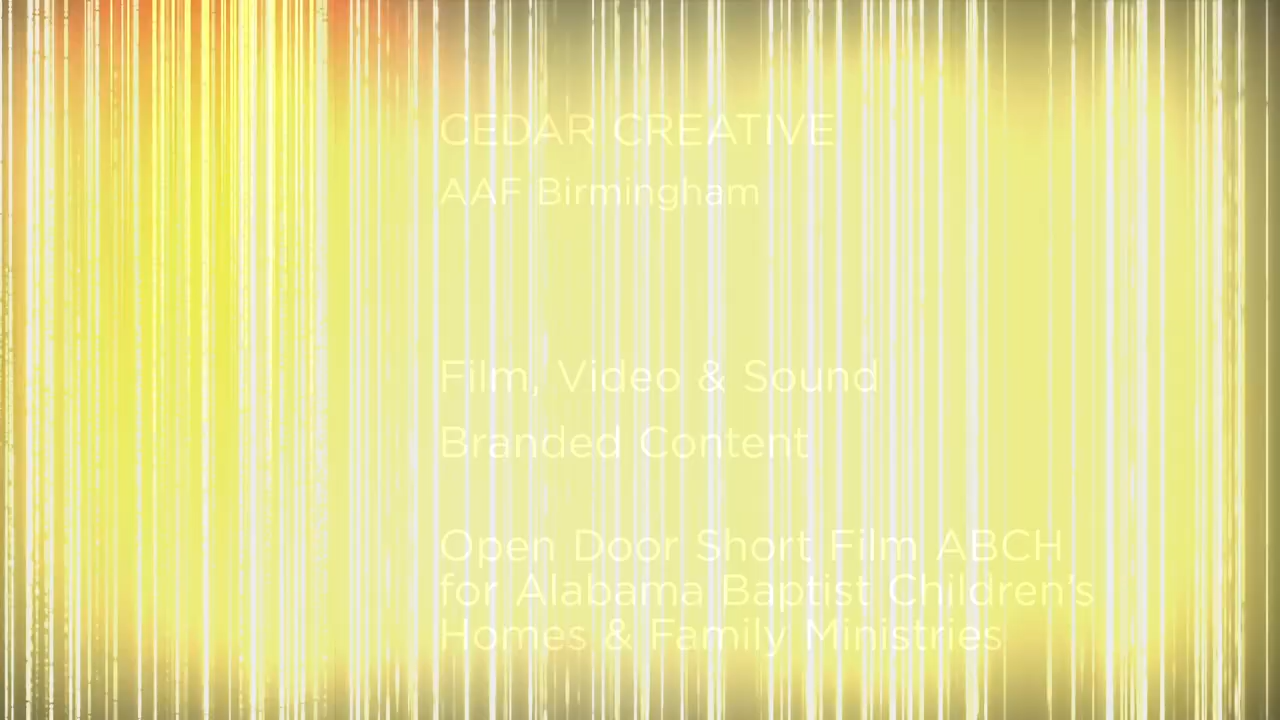 CEDAR CREATIVE
AAF Birmingham
Film, Video & Sound
Branded Content
Open Door Short Film ABCH
for Alabama Baptist Children’s
Homes & Family Ministries